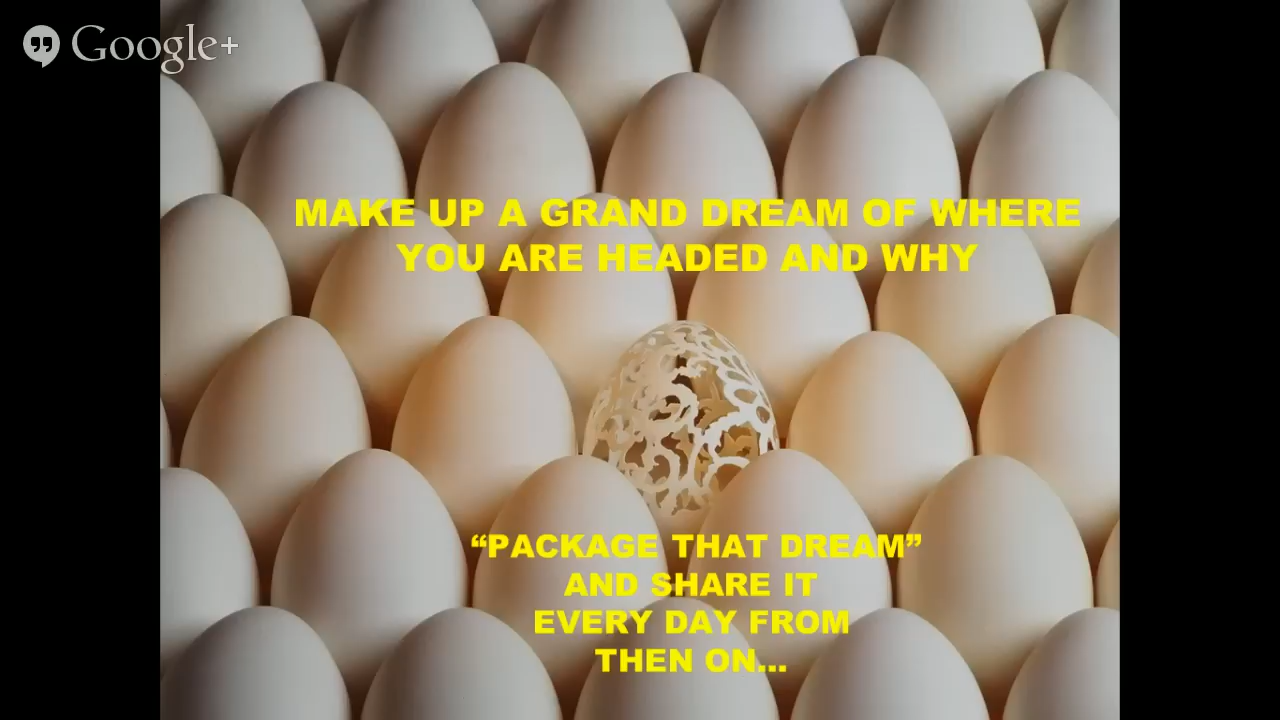 Google+
MAKE UP A GRAND DREAM OF WHERE
YOU ARE HEADED AND WHY
“PACKAGE THAT DREAM”
AND SHARE IT
EVERY DAY FROM
THEN ON...